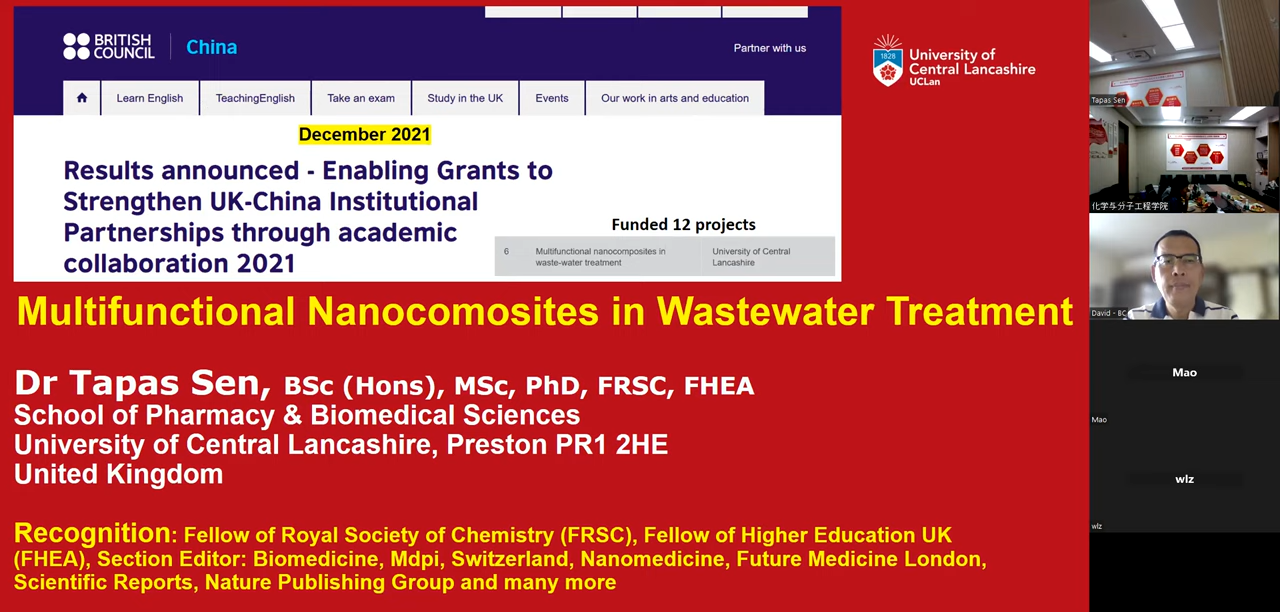 BRITISH
COUNCIL
China
Partner with us
Learn English
TeachingEnglish
Take an exam
Study in the UK
Events
Our work in arts and education
1828
University of
Central Lancashire
UCLan
December 2021
Results announced - Enabling Grants to
Strengthen UK-China Institutional
Partnerships through academic
collaboration 2021
Funded 12 projects
6
Multifunctional nanocomposites in
waste-water treatment
University of Central
Lancashire
Multifunctional Nanocomosites in Wastewater Treatment
Dr Tapas Sen, BSc (Hons), MSc, PhD, FRSC, FHEA
School of Pharmacy & Biomedical Sciences
University of Central Lancashire, Preston PR1 2HE
United Kingdom
Recognition: Fellow of Royal Society of Chemistry (FRSC), Fellow of Higher Education UK
(FHEA), Section Editor: Biomedicine, Mdpi, Switzerland, Nanomedicine, Future Medicine London,
Scientific Reports, Nature Publishing Group and many more
Tapas Sen
化学与分子工程学院
David - BC
Mao
Mao
wlz
wlz